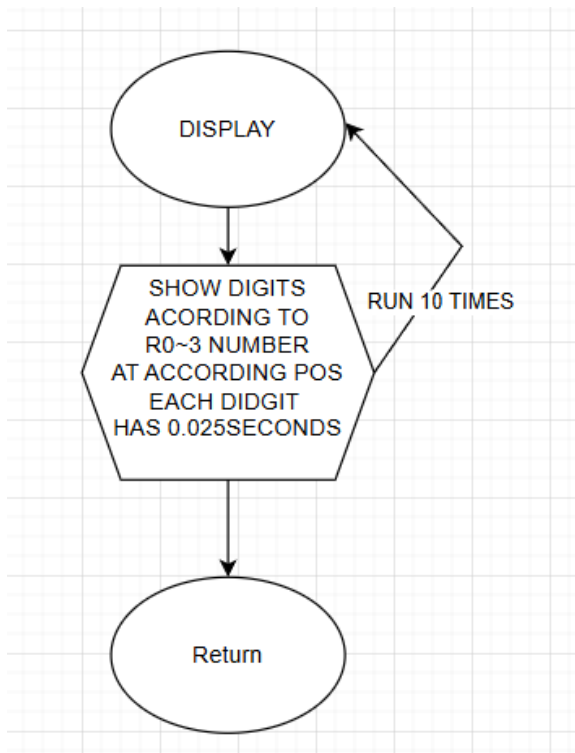 DISPLAY
SHOW DIGITS
ACORDING TO
R0~3 NUMBER
AT ACCORDING POS
EACH DIDGIT
HAS 0.025SECONDS
RUN 10 TIMES
Return